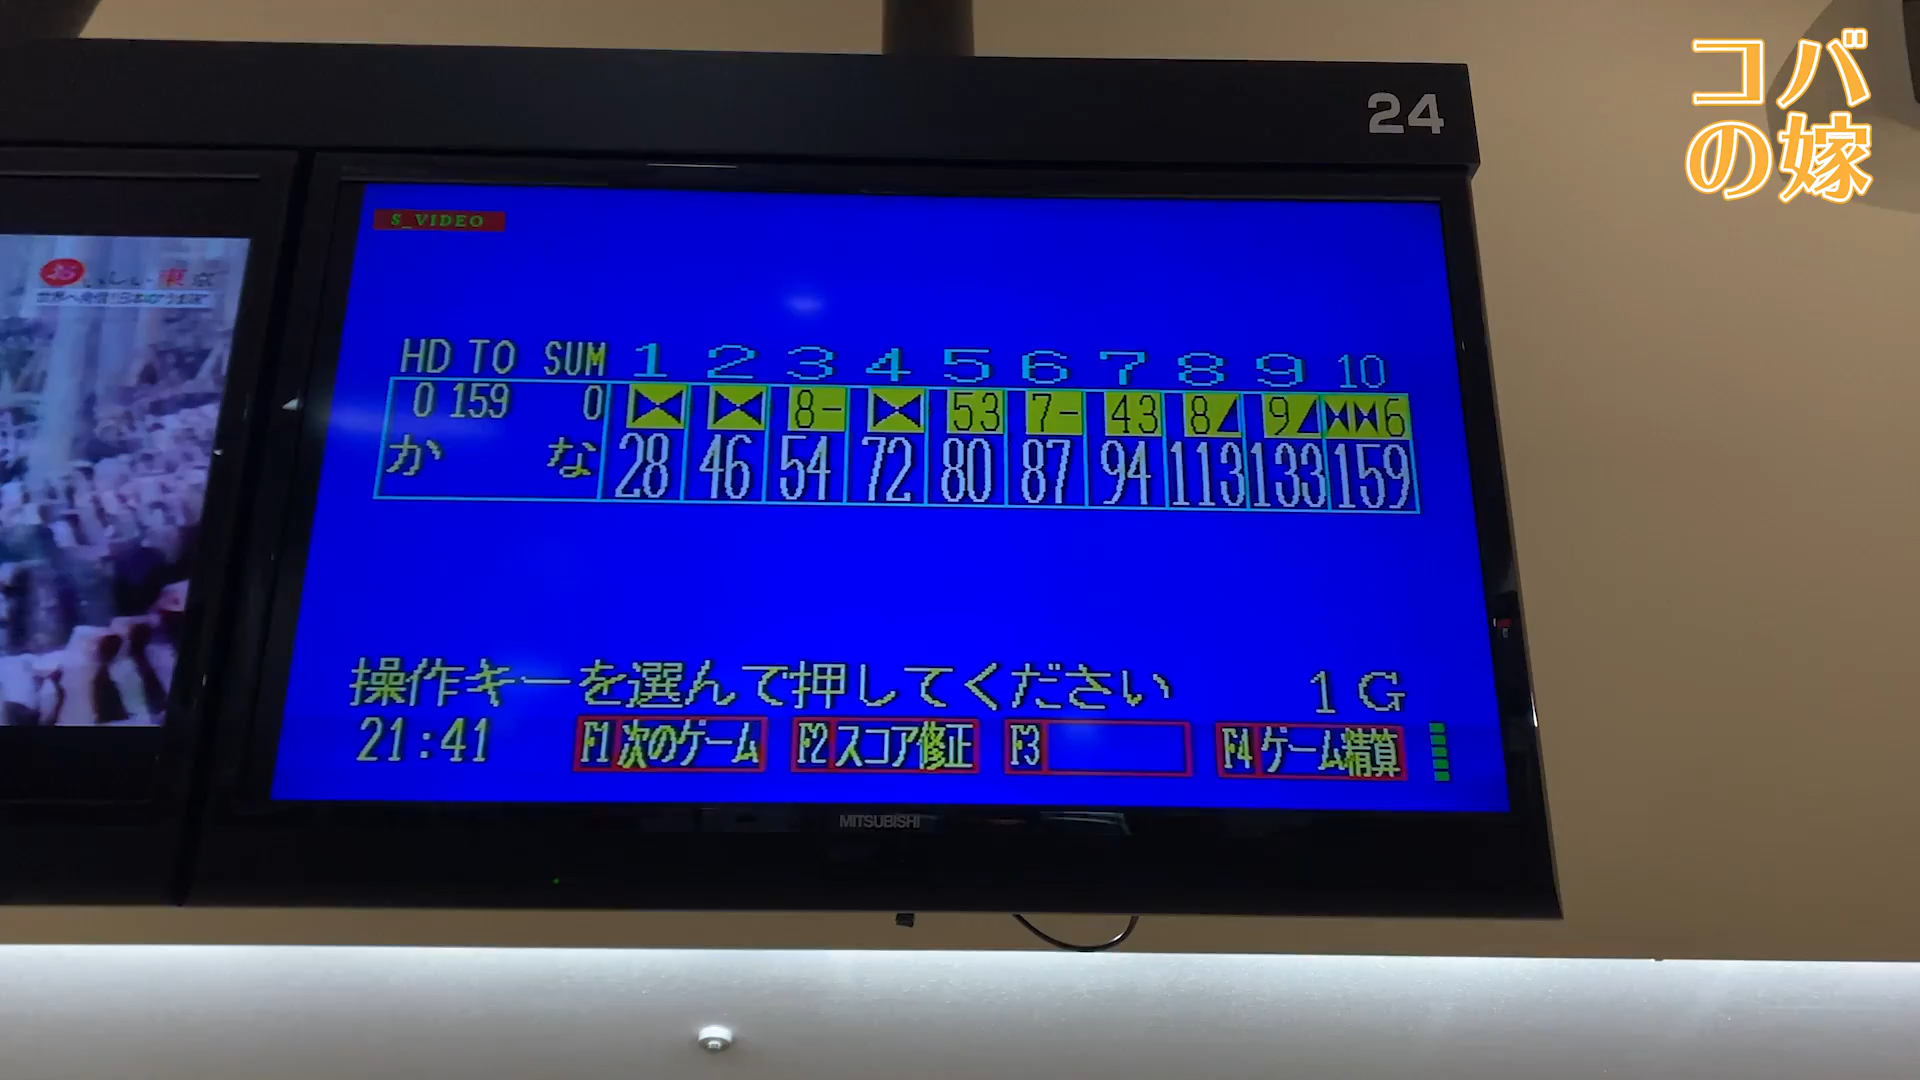 コバ
の嫁
24
S_VIDEO
HD TO SUM 1 2 3 4 5 6 7 8 9 10
0 159 0 8- 53 7- 43 8 9 6
かな 28 46 54 72 80 87 94 113 133 159
操作キーを選んで押してください 1G
21:41 F1 次のゲーム F2 スコア修正 F3 F4 ゲーム精算
MITSUBISHI